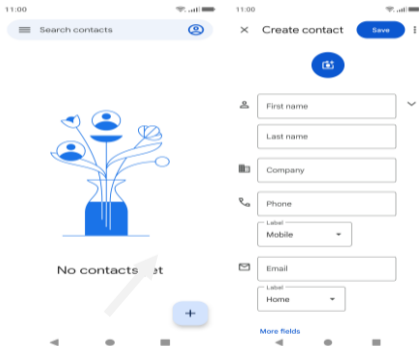 11:00
Search contacts
No contacts et
11:00
Create contact
Save
First name
Last name
Company
Phone
Label
Mobile
Email
Label
Home
More fields